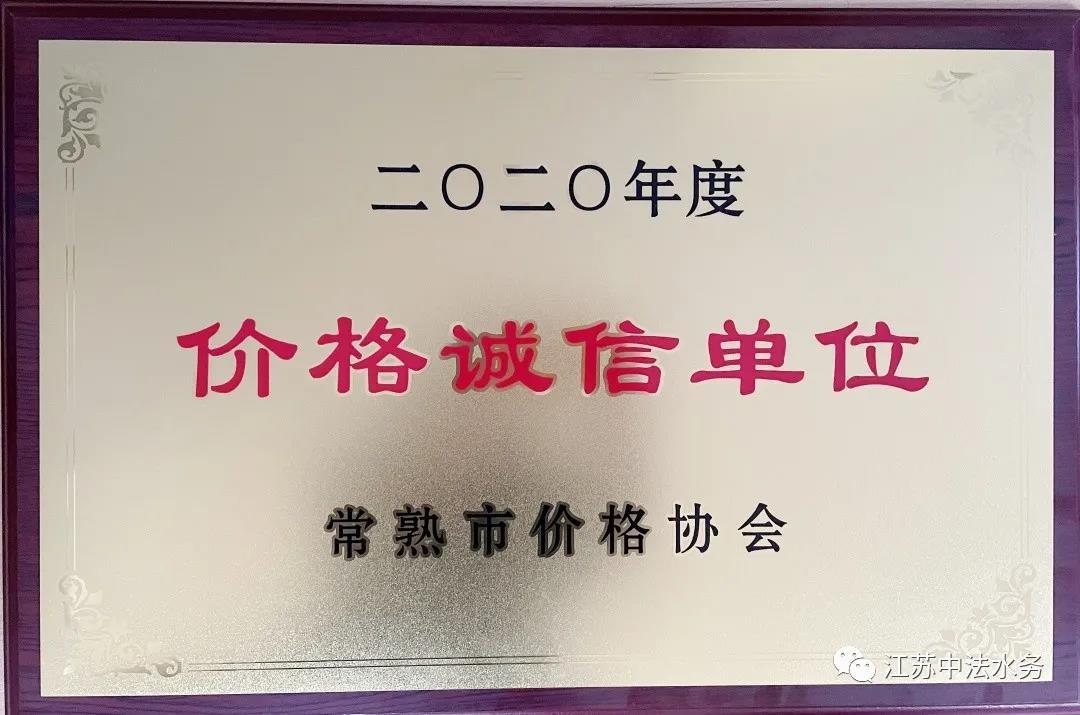 二〇二〇年度
价格诚信单位
常熟市价格协会
江苏中法水务